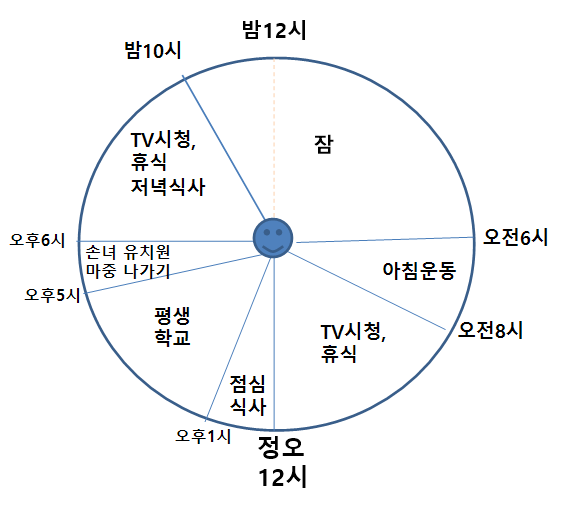 밤12시
밤10시
TV시청,
휴식
저녁식사
잠
오후6시
오전6시
손녀 유치원
마중 나가기
아침운동
오후5시
평생
학교
TV시청,
휴식
오전8시
점심
식사
오후1시
정오
12시